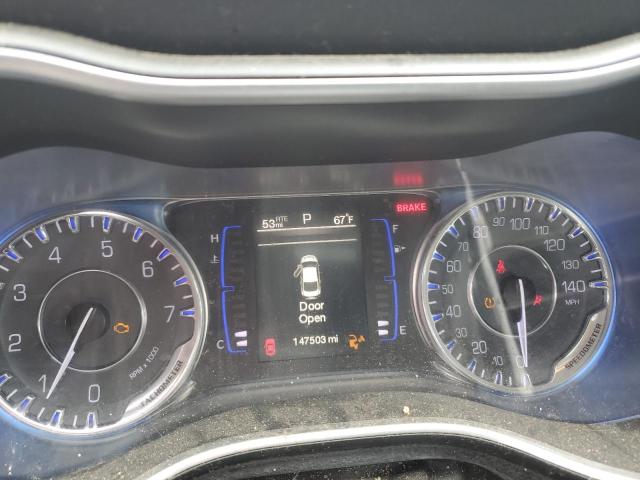 53 RTE mi P 67°F
BRAKE
H
F
Door
Open
C
E
147503 mi
0 1 2 3 4 5 6 7
RPM x 1000
TACHOMETER
0 10 20 30 40 50 60 70 80 90 100 110 120 130 140
MPH
SPEEDOMETER